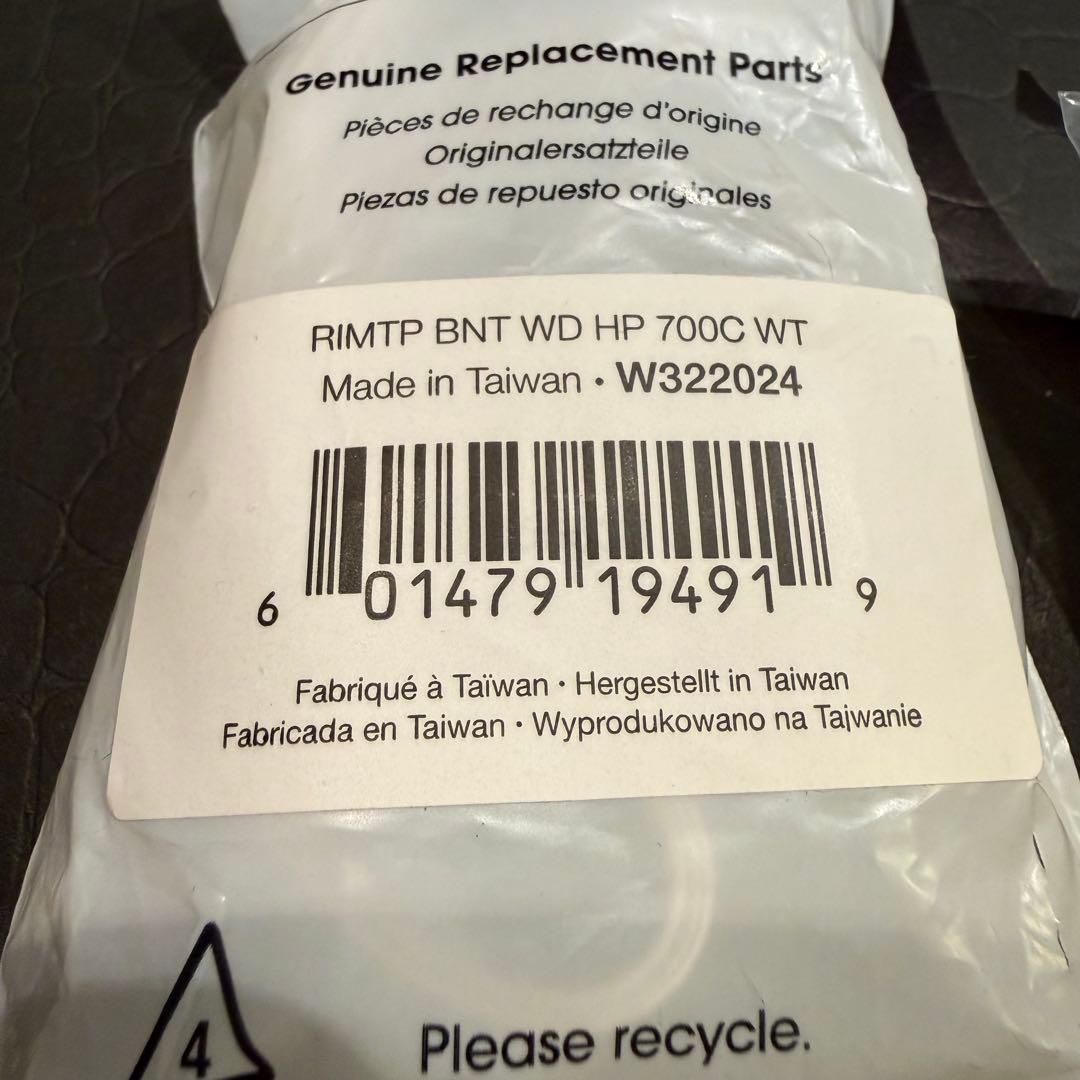 Genuine Replacement Parts
Pièces de rechange d'origine
Originalersatzteile
Piezas de repuesto originales
RIMTP BNT WD HP 700C WT
Made in Taiwan • W322024
6 01479 19491 9
Fabriqué à Taïwan • Hergestellt in Taiwan
Fabricada en Taiwan • Wyprodukowano na Tajwanie
4
Please recycle.